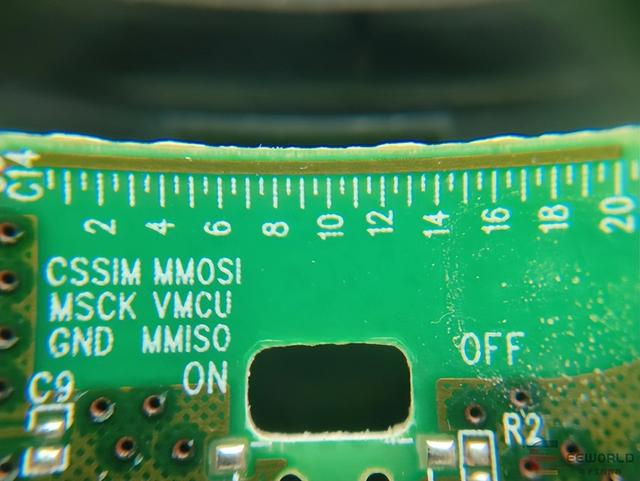 C14
2 4 6 8 10 12 14 16 18 20
CSSIM MMOSI
MSCK VMCU
GND MMISO
ON
OFF
C9
R2
EEWORLD